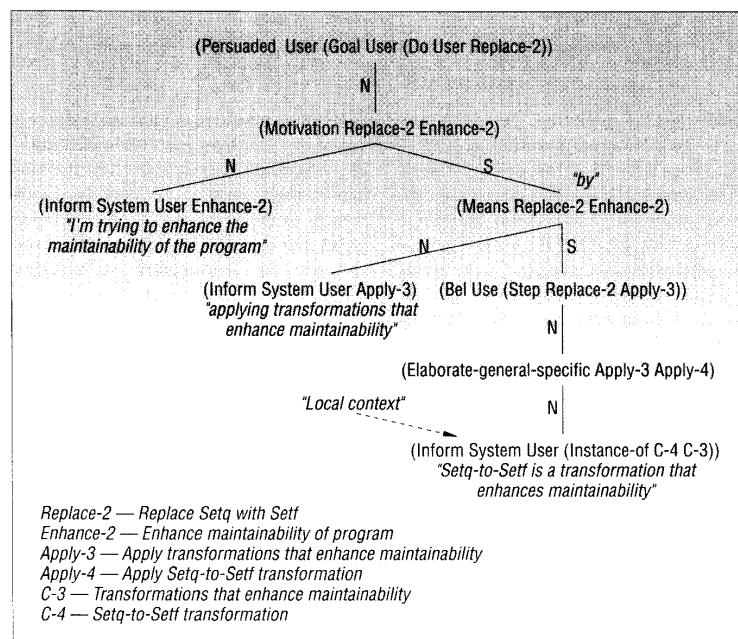 (Persuaded User (Goal User (Do User Replace-2))
N
(Motivation Replace-2 Enhance-2)
N
S
"by"
(Inform System User Enhance-2)
"I'm trying to enhance the
maintainability of the program"
(Means Replace-2 Enhance-2)
N
S
(Inform System User Apply-3)
"applying transformations that
enhance maintainability"
(Bel Use (Step Replace-2 Apply-3))
N
(Elaborate-general-specific Apply-3 Apply-4)
"Local context"
N
(Inform System User (Instance-of C-4 C-3))
"Setq-to-Setf is a transformation that
enhances maintainability"
Replace-2 — Replace Setq with Setf
Enhance-2 — Enhance maintainability of program
Apply-3 — Apply transformations that enhance maintainability
Apply-4 — Apply Setq-to-Setf transformation
C-3 — Transformations that enhance maintainability
C-4 — Setq-to-Setf transformation